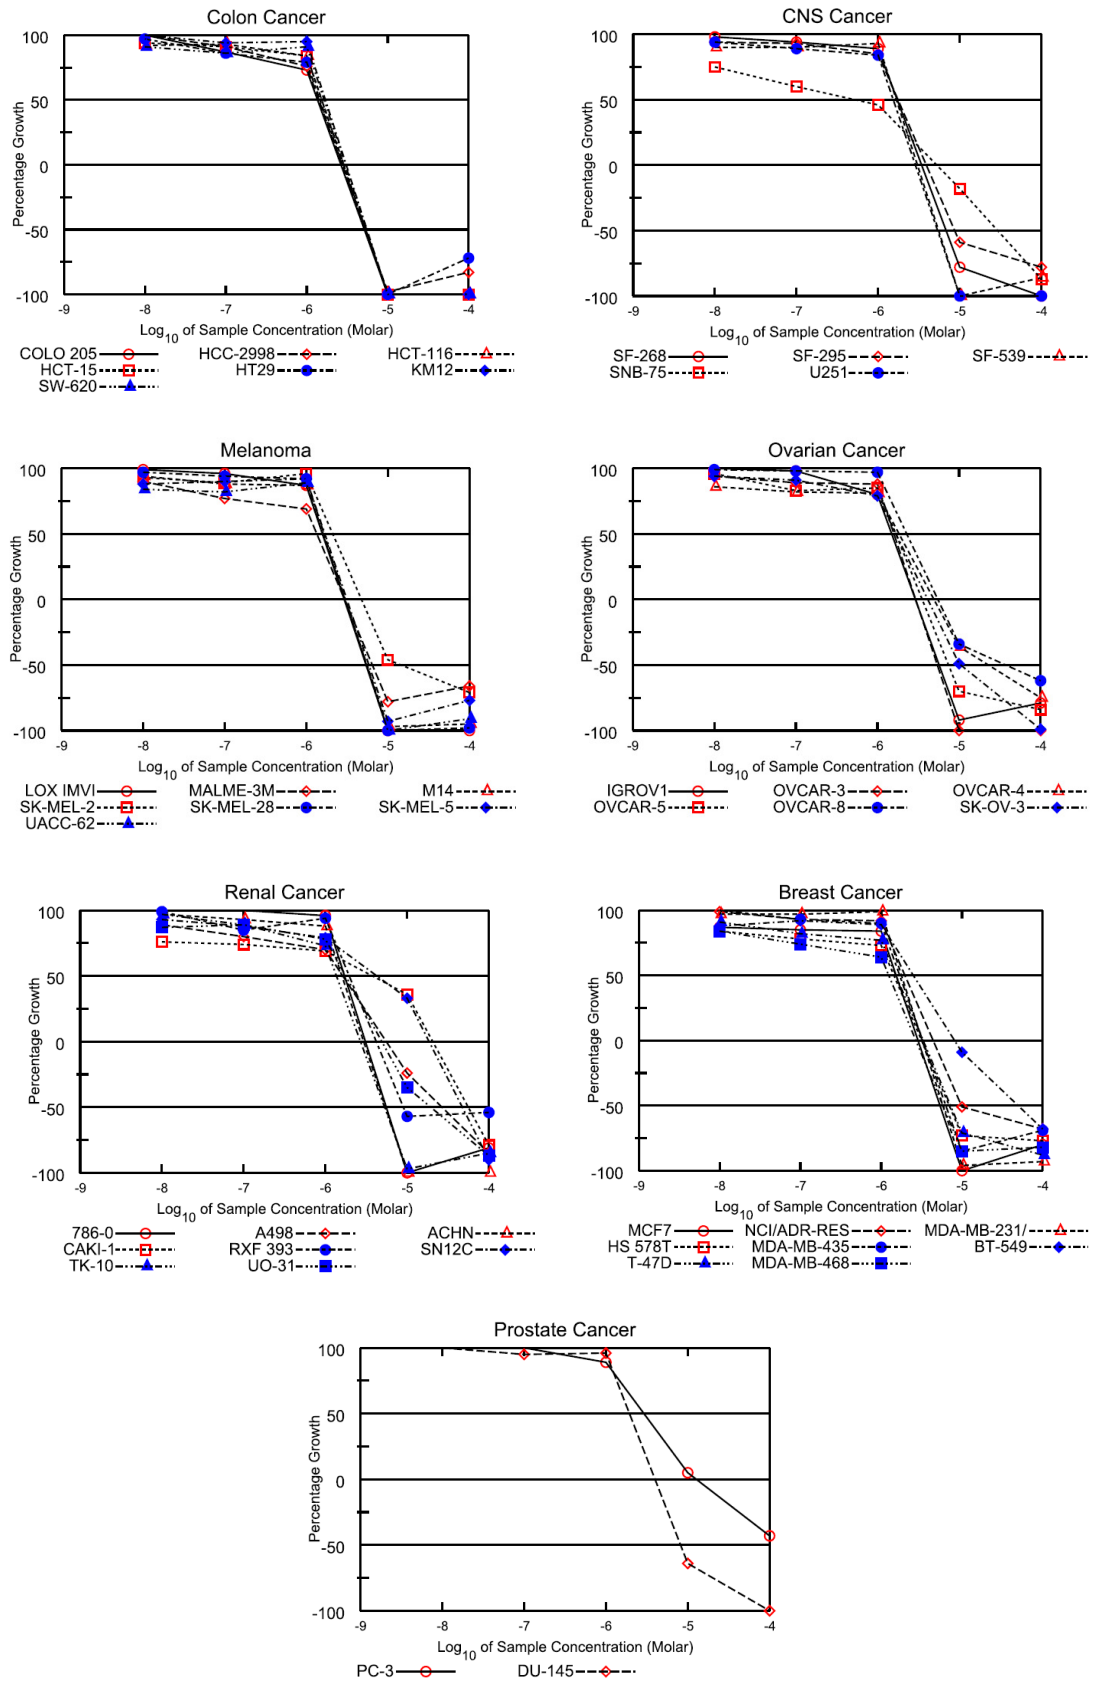 Colon Cancer
100
50
0
-50
-100
Percentage Growth
-9 -8 -7 -6 -5 -4
Log10 of Sample Concentration (Molar)
COLO 205 HCC-2998 HCT-116
HCT-15 HT29 KM12
SW-620
CNS Cancer
100
50
0
-50
-100
Percentage Growth
-9 -8 -7 -6 -5 -4
Log10 of Sample Concentration (Molar)
SF-268 SF-295 SF-539
SNB-75 U251
Melanoma
100
50
0
-50
-100
Percentage Growth
-9 -8 -7 -6 -5 -4
Log10 of Sample Concentration (Molar)
LOX IMVI MALME-3M M14
SK-MEL-2 SK-MEL-28 SK-MEL-5
UACC-62
Ovarian Cancer
100
50
0
-50
-100
Percentage Growth
-9 -8 -7 -6 -5 -4
Log10 of Sample Concentration (Molar)
IGROV1 OVCAR-3 OVCAR-4
OVCAR-5 OVCAR-8 SK-OV-3
Renal Cancer
100
50
0
-50
-100
Percentage Growth
-9 -8 -7 -6 -5 -4
Log10 of Sample Concentration (Molar)
786-0 A498 ACHN
CAKI-1 RXF 393 SN12C
TK-10 UO-31
Breast Cancer
100
50
0
-50
-100
Percentage Growth
-9 -8 -7 -6 -5 -4
Log10 of Sample Concentration (Molar)
MCF7 NCI/ADR-RES MDA-MB-231/
HS 578T MDA-MB-435 BT-549
T-47D MDA-MB-468
Prostate Cancer
100
50
0
-50
-100
Percentage Growth
-9 -8 -7 -6 -5 -4
Log10 of Sample Concentration (Molar)
PC-3 DU-145